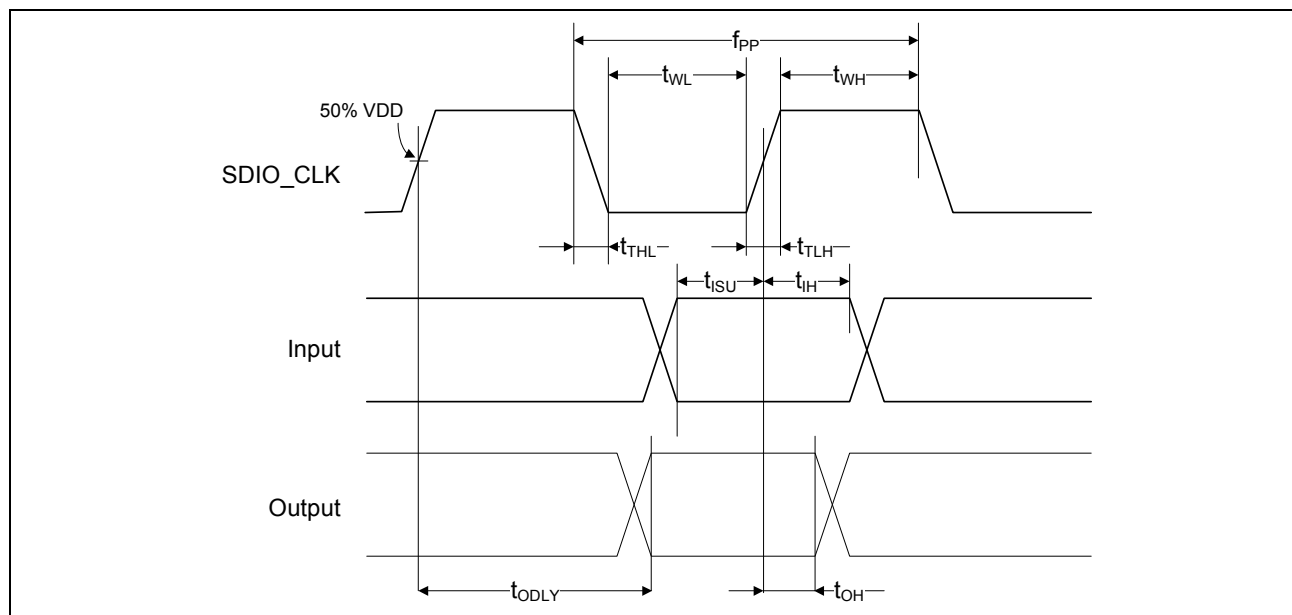 fPP
tWL
tWH
50% VDD
SDIO_CLK
tTHL
tTLH
tISU
tIH
Input
Output
tODLY
tOH